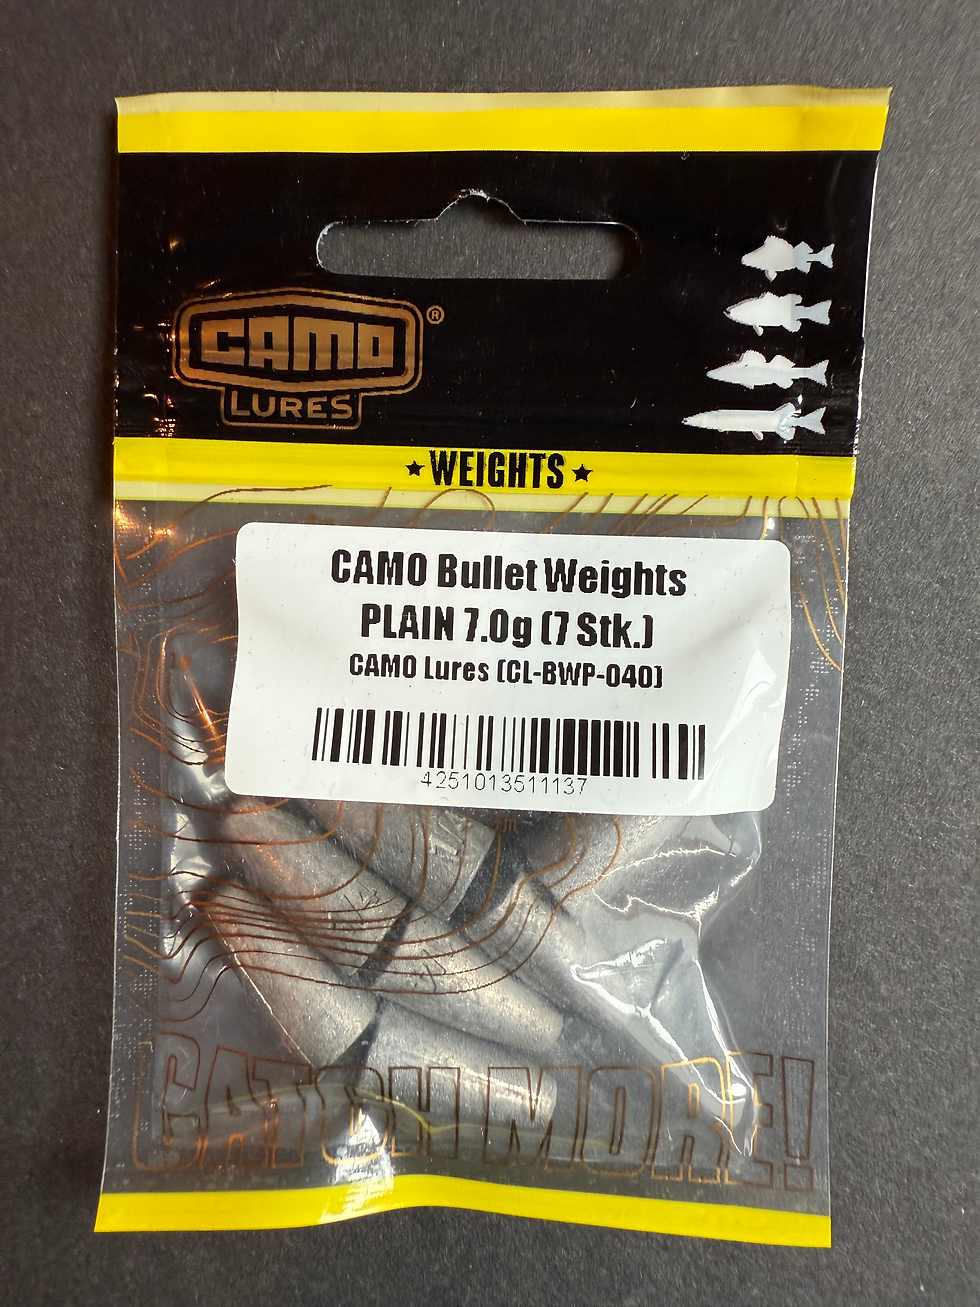 CAMO ®
LURES
★ WEIGHTS ★
CAMO Bullet Weights
PLAIN 7.0g (7 Stk.)
CAMO Lures (CL-BWP-040)
4251013511137
CATCH MORE!